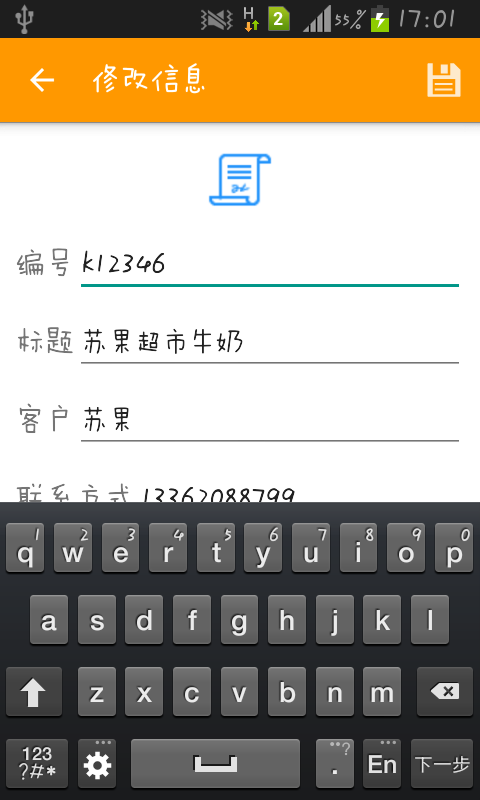 H 2 55% 17:01
修改信息
编号 k12346
标题 苏果超市牛奶
客户 苏果
联系方式 13362088799
1 2 3 4 5 6 7 8 9 0
q w e r t y u i o p
a s d f g h j k l
z x c v b n m
123 ?#* . ,,? En 下一步